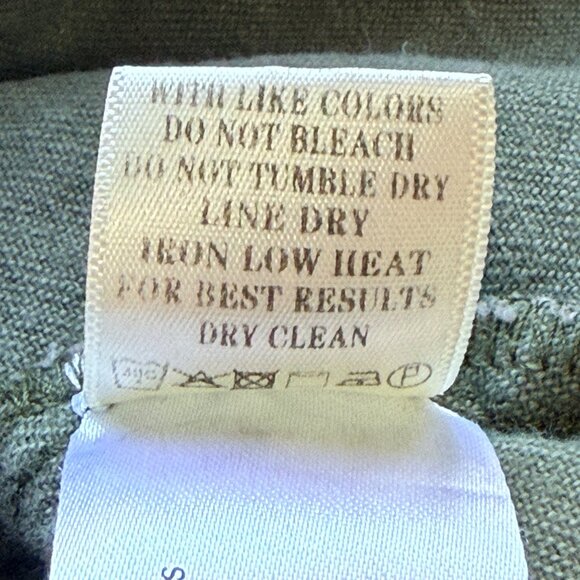 WITH LIKE COLORS
DO NOT BLEACH
DO NOT TUMBLE DRY
LINE DRY
IRON LOW HEAT
FOR BEST RESULTS
DRY CLEAN
P
S